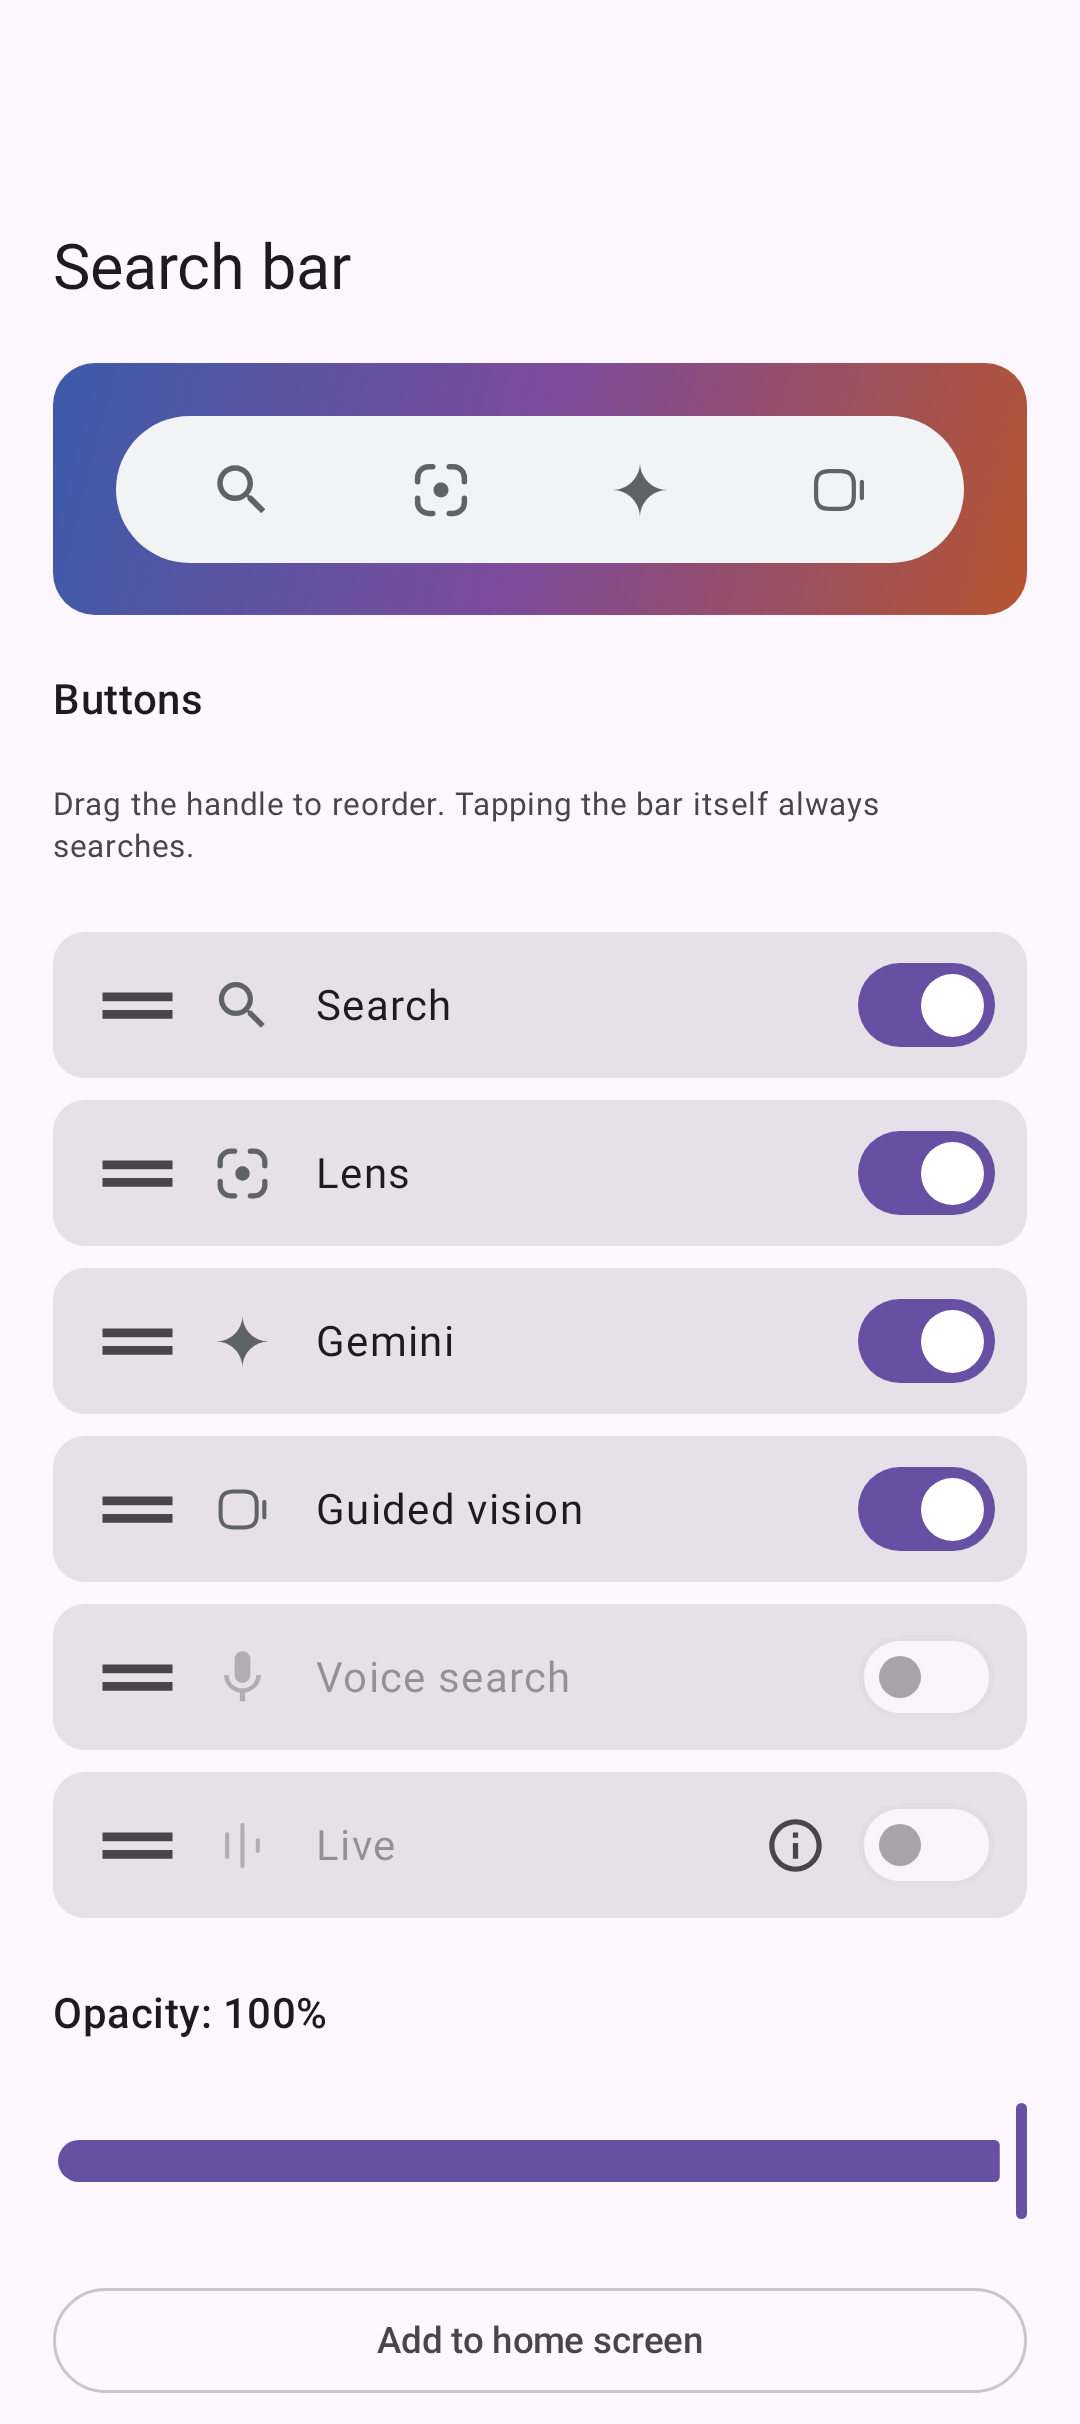 Search bar
Buttons
Drag the handle to reorder. Tapping the bar itself always
searches.
Search
Lens
Gemini
Guided vision
Voice search
Live
Opacity: 100%
Add to home screen